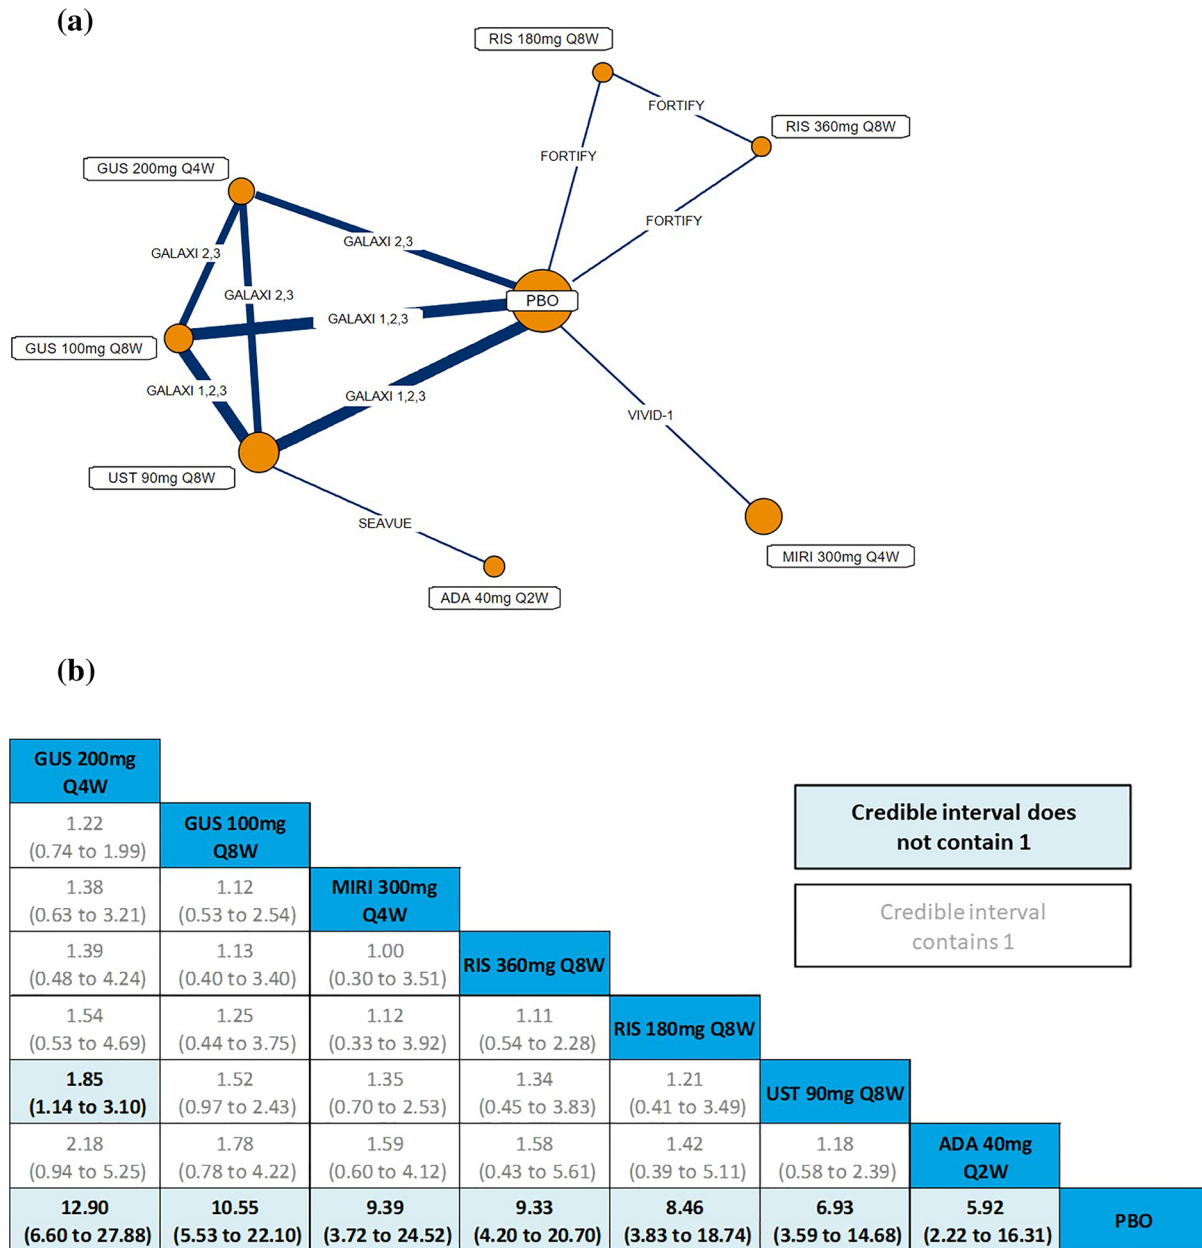 (a)
RIS 180mg Q8W
FORTIFY
RIS 360mg Q8W
FORTIFY
GUS 200mg Q4W
FORTIFY
GALAXI 2,3
GALAXI 2,3
GALAXI 2,3
PBO
GALAXI 1,2,3
GUS 100mg Q8W
GALAXI 1,2,3
GALAXI 1,2,3
VIVID-1
UST 90mg Q8W
SEAVUE
MIRI 300mg Q4W
ADA 40mg Q2W
(b)
GUS 200mg
Q4W
Credible interval does
not contain 1
Credible interval
contains 1
1.22
(0.74 to 1.99)
GUS 100mg
Q8W
1.38
(0.63 to 3.21)
1.12
(0.53 to 2.54)
MIRI 300mg
Q4W
1.39
(0.48 to 4.24)
1.13
(0.40 to 3.40)
1.00
(0.30 to 3.51)
RIS 360mg Q8W
1.54
(0.53 to 4.69)
1.25
(0.44 to 3.75)
1.12
(0.33 to 3.92)
1.11
(0.54 to 2.28)
RIS 180mg Q8W
1.85
(1.14 to 3.10)
1.52
(0.97 to 2.43)
1.35
(0.70 to 2.53)
1.34
(0.45 to 3.83)
1.21
(0.41 to 3.49)
UST 90mg Q8W
2.18
(0.94 to 5.25)
1.78
(0.78 to 4.22)
1.59
(0.60 to 4.12)
1.58
(0.43 to 5.61)
1.42
(0.39 to 5.11)
1.18
(0.58 to 2.39)
ADA 40mg
Q2W
12.90
(6.60 to 27.88)
10.55
(5.53 to 22.10)
9.39
(3.72 to 24.52)
9.33
(4.20 to 20.70)
8.46
(3.83 to 18.74)
6.93
(3.59 to 14.68)
5.92
(2.22 to 16.31)
PBO